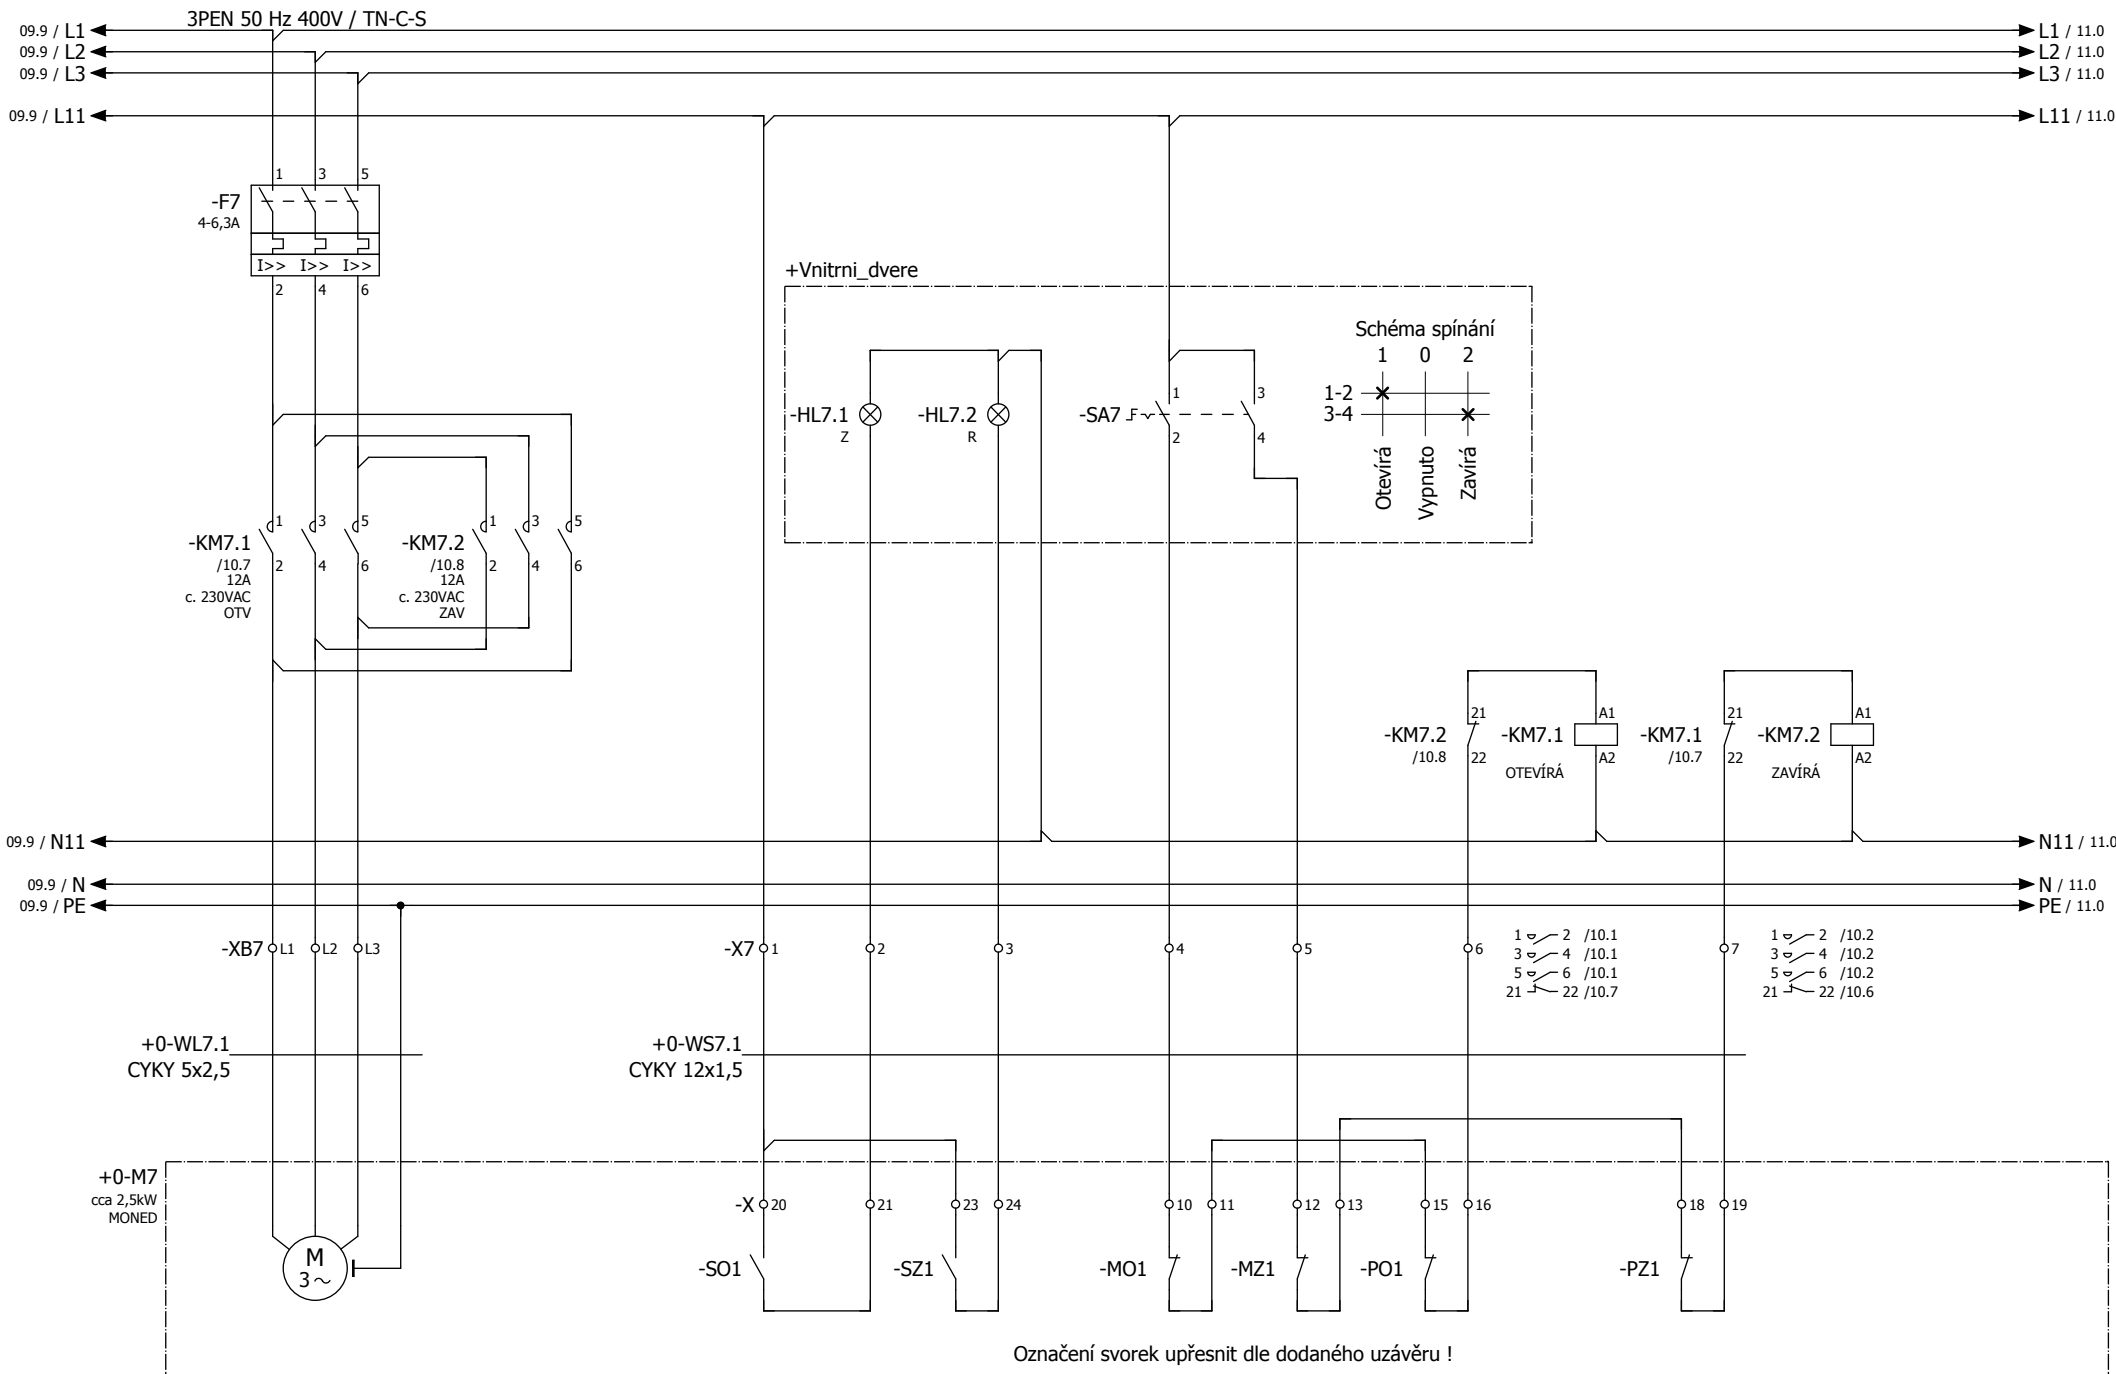 3PEN 50 Hz 400V / TN-C-S
09.9 / L1
L1 / 11.0
09.9 / L2
L2 / 11.0
09.9 / L3
L3 / 11.0
09.9 / L11
L11 / 11.0
1 3 5
-F7
4-6,3A
I>> I>> I>>
2 4 6
+Vnitrni_dvere
Schéma spínání
1 0 2
1-2
3-4
Otevírá
Vypnuto
Zavírá
-HL7.1
Z
-HL7.2
R
-SA7
1 3
2 4
-KM7.1
/10.7
12A
c. 230VAC
OTV
1 3 5
2 4 6
-KM7.2
/10.8
12A
c. 230VAC
ZAV
1 3 5
2 4 6
-KM7.2
/10.8
21
22
-KM7.1
OTEVÍRÁ
A1
A2
-KM7.1
/10.7
21
22
-KM7.2
ZAVÍRÁ
A1
A2
09.9 / N11
N11 / 11.0
09.9 / N
N / 11.0
09.9 / PE
PE / 11.0
-XB7 L1 L2 L3
-X7 1 2 3 4 5 6 7
1 2 /10.1
3 4 /10.1
5 6 /10.1
21 22 /10.7
1 2 /10.2
3 4 /10.2
5 6 /10.2
21 22 /10.6
+0-WL7.1
CYKY 5x2,5
+0-WS7.1
CYKY 12x1,5
+0-M7
cca 2,5kW
MONED
-X 20 21 23 24 10 11 12 13 15 16 18 19
M
3~
-SO1
-SZ1
-MO1
-MZ1
-PO1
-PZ1
Označení svorek upřesnit dle dodaného uzávěru !